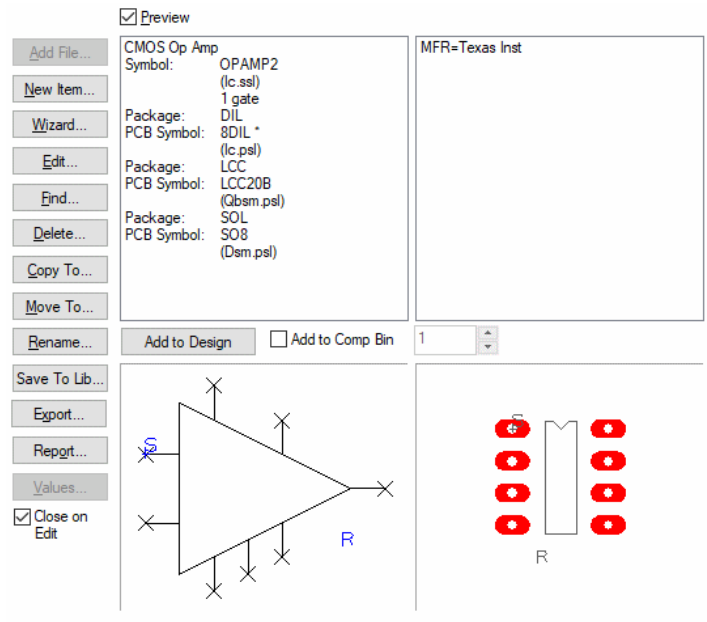 Preview
Add File...
New Item...
Wizard...
Edit...
Find...
Delete...
Copy To...
Move To...
Rename...
Save To Lib...
Export...
Report...
Values...
Close on
Edit
CMOS Op Amp
Symbol: OPAMP2
(Ic.ssl)
1 gate
Package: DIL
PCB Symbol: 8DIL *
(Ic.psl)
Package: LCC
PCB Symbol: LCC20B
(Qbsm.psl)
Package: SOL
PCB Symbol: SO8
(Dsm.psl)
MFR=Texas Inst
Add to Design
Add to Comp Bin
1
S
R
S
R